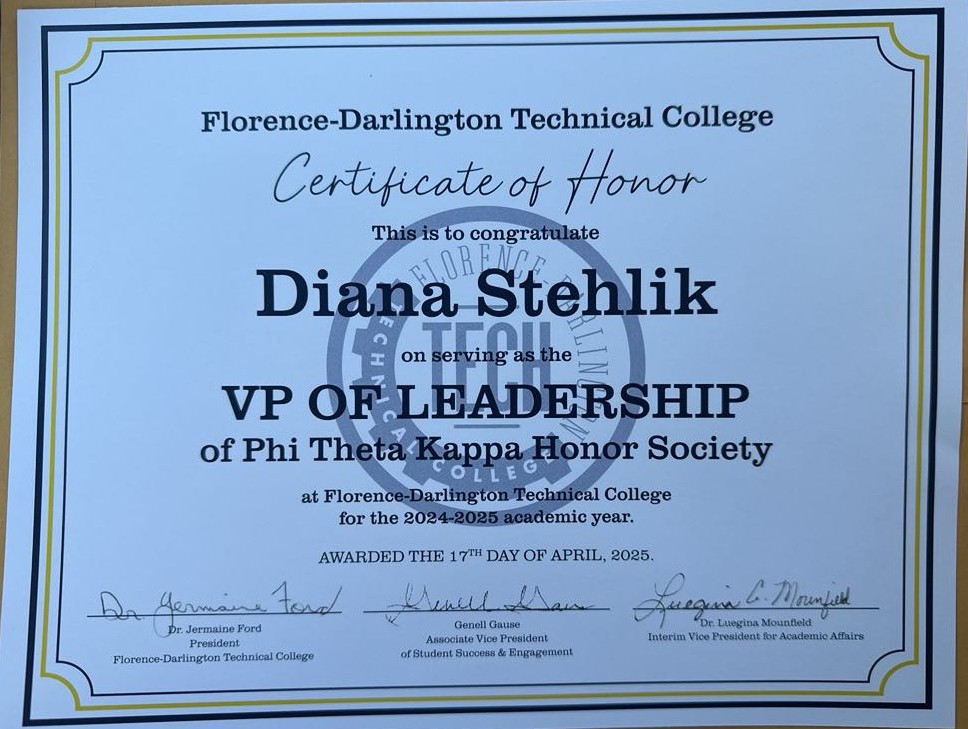 Florence-Darlington Technical College
Certificate of Honor
This is to congratulate
Diana Stehlik
on serving as the
VP OF LEADERSHIP
of Phi Theta Kappa Honor Society
at Florence-Darlington Technical College
for the 2024-2025 academic year.
AWARDED THE 17TH DAY OF APRIL, 2025.
FLORENCE DARLINGTON
TECH
TECHNICAL COLLEGE
Dr. Jermaine Ford
Dr. Jermaine Ford
President
Florence-Darlington Technical College
Genell Gause
Genell Gause
Associate Vice President
of Student Success & Engagement
Luegina C. Mounfield
Dr. Luegina Mounfield
Interim Vice President for Academic Affairs